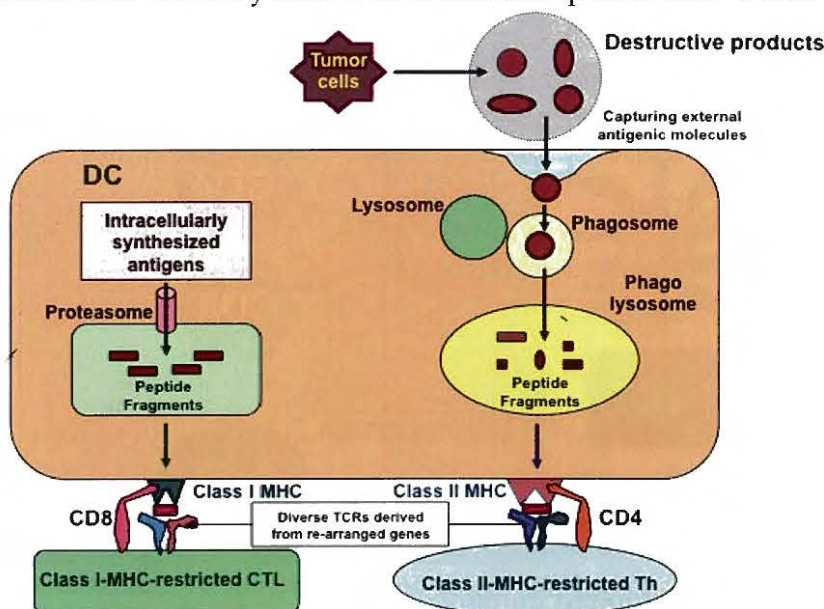 Tumor
cells
Destructive products
Capturing external
antigenic molecules
DC
Intracellularly
synthesized
antigens
Lysosome
Phagosome
Proteasome
Phago
lysosome
Peptide
Fragments
Peptide
Fragments
Class I MHC
Class II MHC
CD8
Diverse TCRs derived
from re-arranged genes
CD4
Class I-MHC-restricted CTL
Class II-MHC-restricted Th